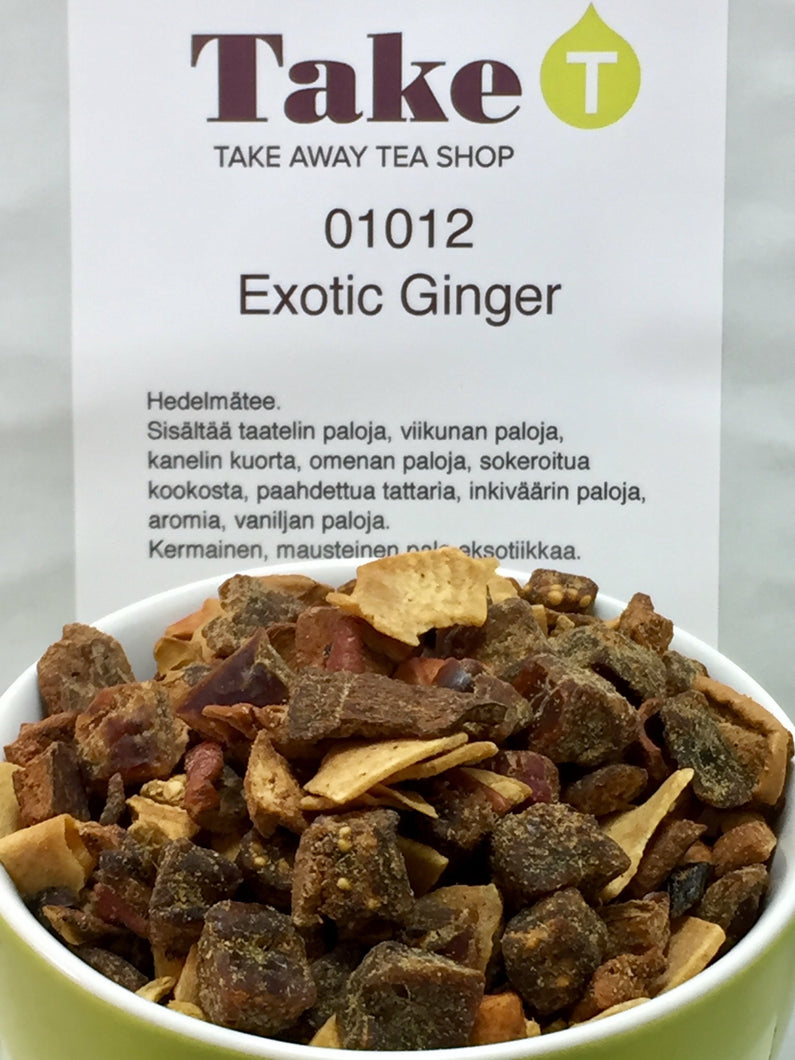 Take T
TAKE AWAY TEA SHOP
01012
Exotic Ginger
Hedelmätee.
Sisältää taatelin paloja, viikunan paloja,
kanelin kuorta, omenan paloja, sokeroitua
kookosta, paahdettua tattaria, inkiväärin paloja,
aromia, vaniljan paloja.
Kermainen, mausteinen pala eksotiikkaa.